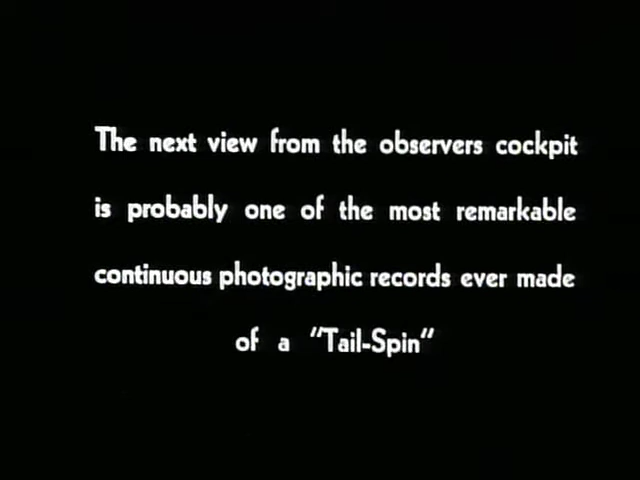 The next view from the observers cockpit
is probably one of the most remarkable
continuous photographic records ever made
of a "Tail-Spin"